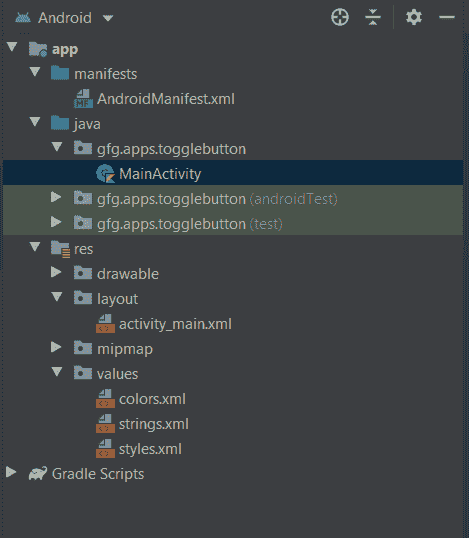 Android
app
manifests
AndroidManifest.xml
java
gfg.apps.togglebutton
MainActivity
gfg.apps.togglebutton (androidTest)
gfg.apps.togglebutton (test)
res
drawable
layout
activity_main.xml
mipmap
values
colors.xml
strings.xml
styles.xml
Gradle Scripts